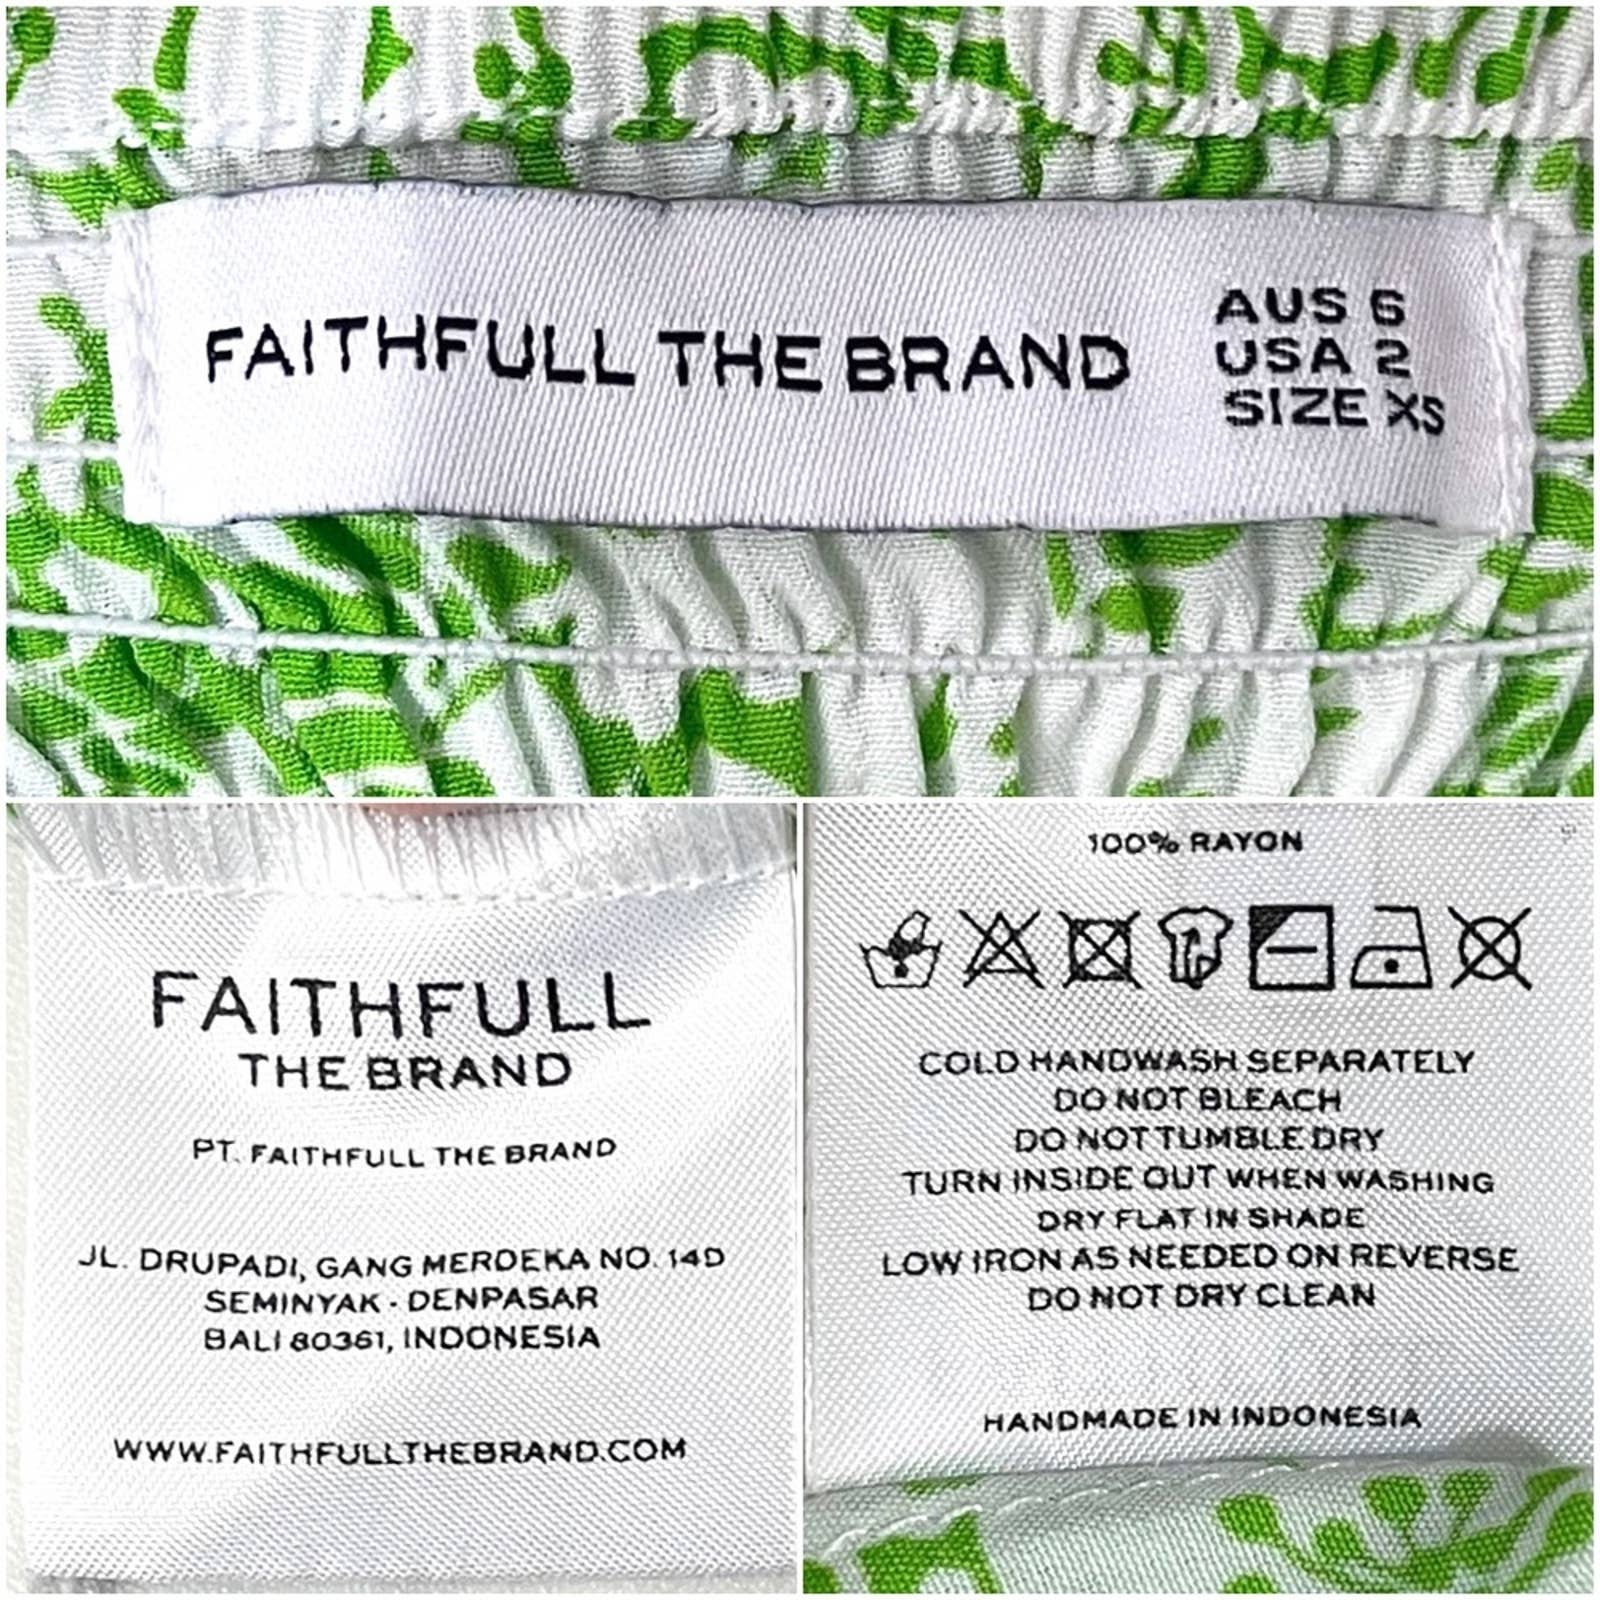 FAITHFULL THE BRAND
AUS 6
USA 2
SIZE XS
FAITHFULL
THE BRAND
PT. FAITHFULL THE BRAND
JL. DRUPADI, GANG MERDEKA NO. 14D
SEMINYAK - DENPASAR
BALI 80361, INDONESIA
WWW.FAITHFULLTHEBRAND.COM
100% RAYON
COLD HANDWASH SEPARATELY
DO NOT BLEACH
DO NOT TUMBLE DRY
TURN INSIDE OUT WHEN WASHING
DRY FLAT IN SHADE
LOW IRON AS NEEDED ON REVERSE
DO NOT DRY CLEAN
HANDMADE IN INDONESIA